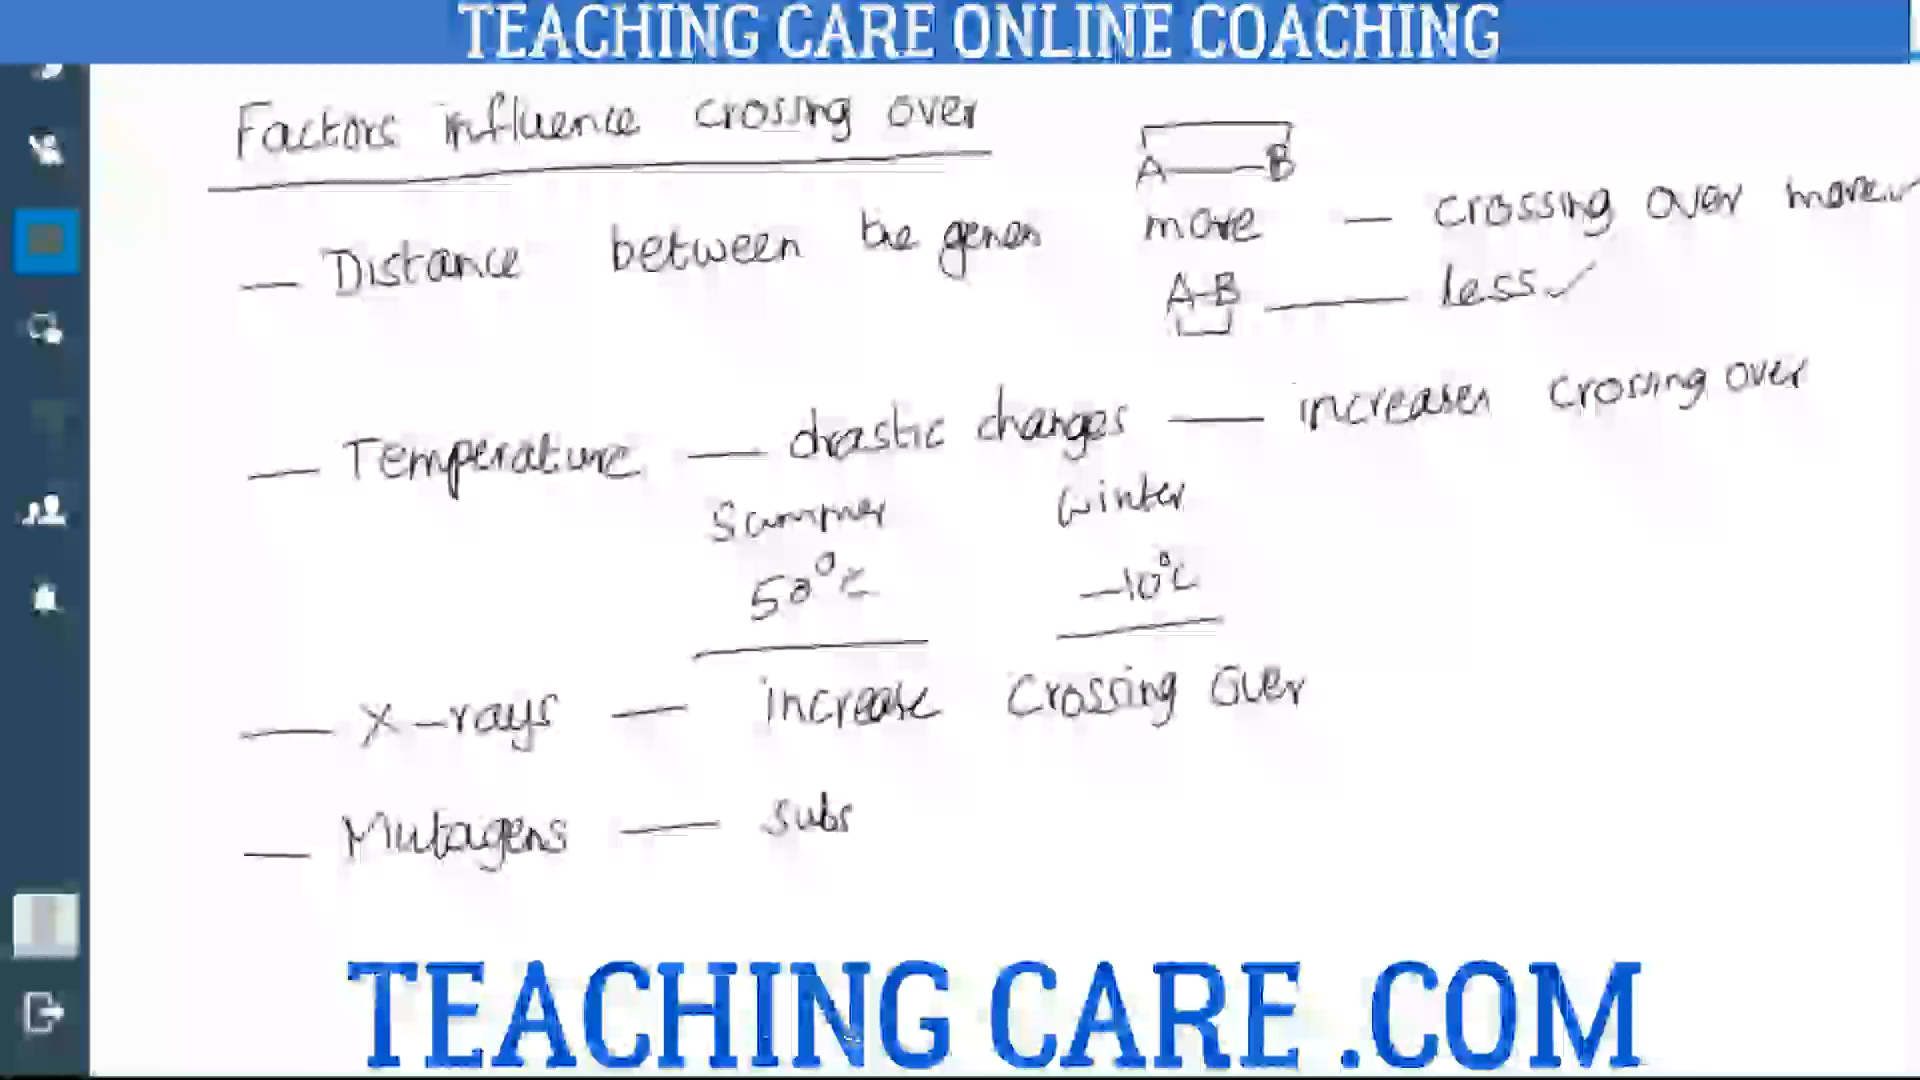 TEACHING CARE ONLINE COACHING
Factors influence crossing over
A — B
— Distance between the genes more — crossing over more ✓
A-B — less ✓
— Temperature — drastic changes — increases crossing over
Summer Winter
50°C -10°C
— X-rays — increase crossing over
— Mutagens — subs
TEACHING CARE .COM